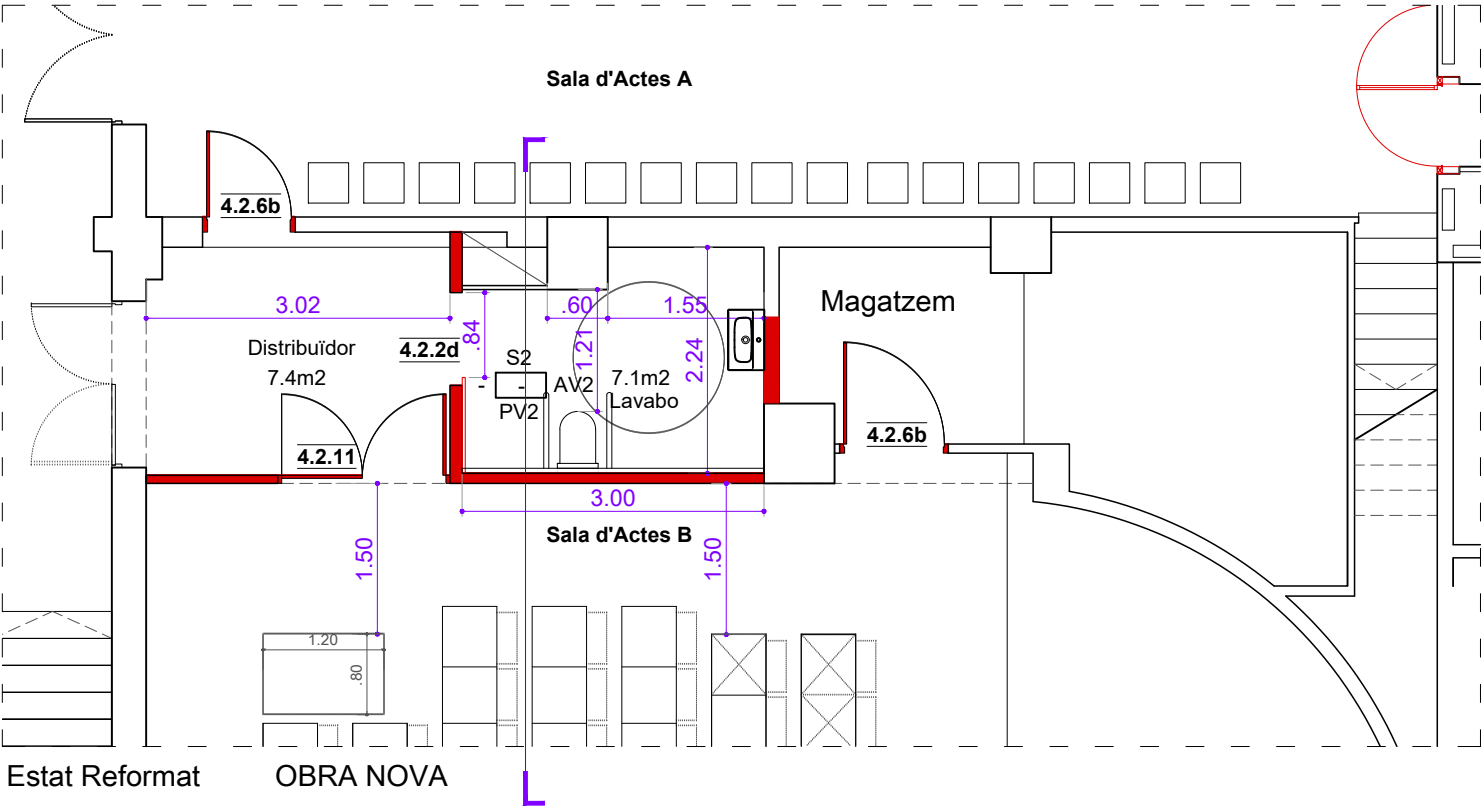 Sala d'Actes A
4.2.6b
3.02
.60
1.55
Magatzem
.84
1.21
2.24
Distribuïdor
7.4m2
4.2.2d
S2
AV2
7.1m2
Lavabo
PV2
4.2.6b
4.2.11
3.00
Sala d'Actes B
1.50
1.50
1.20
.80
Estat Reformat
OBRA NOVA